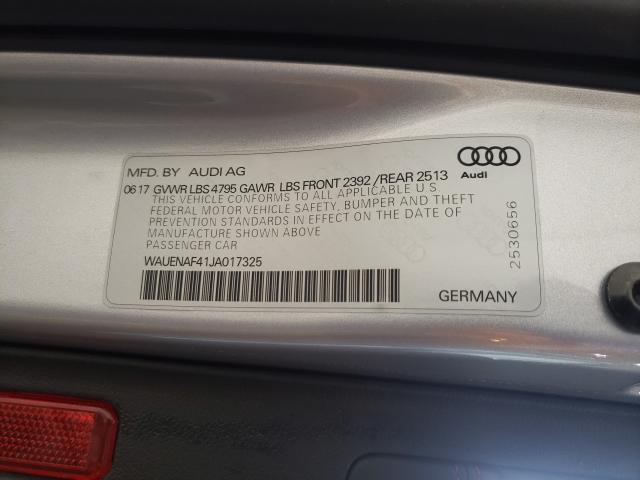 MFD. BY AUDI AG
06 17 GVWR LBS 4795 GAWR LBS FRONT 2392 / REAR 2513
THIS VEHICLE CONFORMS TO ALL APPLICABLE U.S.
FEDERAL MOTOR VEHICLE SAFETY, BUMPER AND THEFT
PREVENTION STANDARDS IN EFFECT ON THE DATE OF
MANUFACTURE SHOWN ABOVE
PASSENGER CAR
WAUENAF41JA017325
Audi
2530656
GERMANY